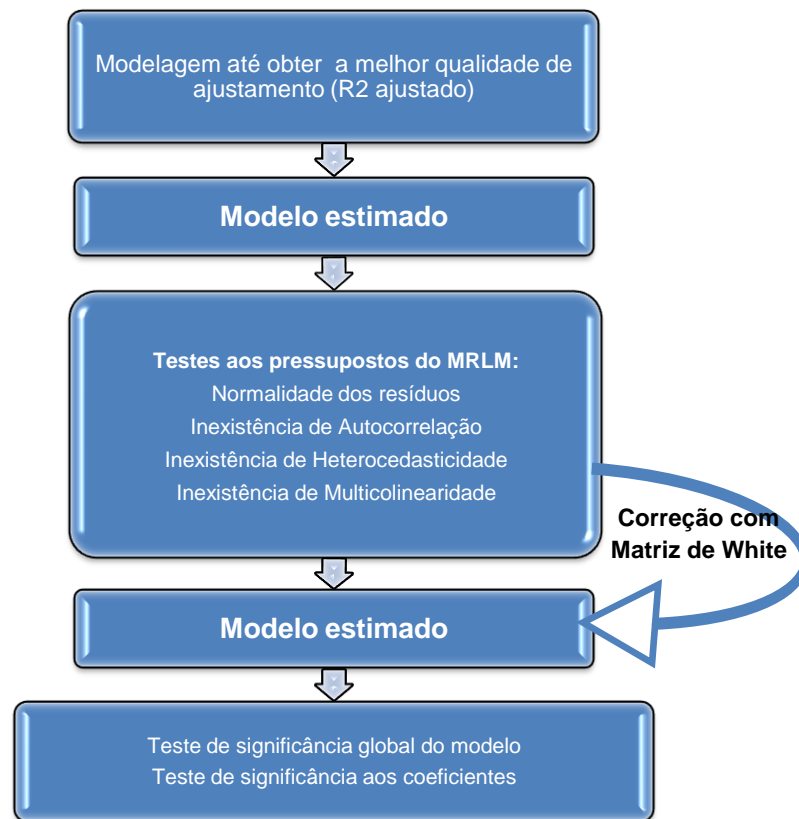 Modelagem até obter a melhor qualidade de
ajustamento (R2 ajustado)
Modelo estimado
Testes aos pressupostos do MRLM:
Normalidade dos resíduos
Inexistência de Autocorrelação
Inexistência de Heterocedasticidade
Inexistência de Multicolinearidade
Correção com
Matriz de White
Modelo estimado
Teste de significância global do modelo
Teste de significância aos coeficientes